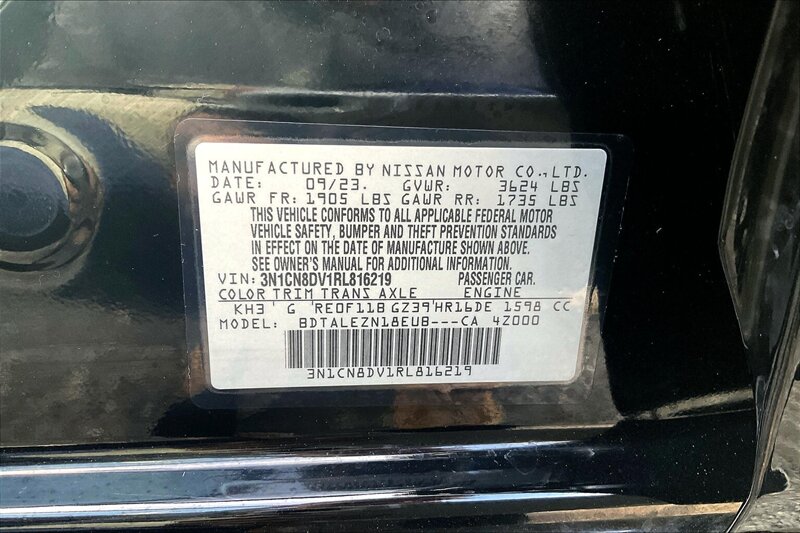 MANUFACTURED BY NISSAN MOTOR CO., LTD.
DATE: 09/23. GVWR: 3624 LBS
GAWR FR: 1905 LBS GAWR RR: 1735 LBS
THIS VEHICLE CONFORMS TO ALL APPLICABLE FEDERAL MOTOR
VEHICLE SAFETY, BUMPER AND THEFT PREVENTION STANDARDS
IN EFFECT ON THE DATE OF MANUFACTURE SHOWN ABOVE.
SEE OWNER'S MANUAL FOR ADDITIONAL INFORMATION.
VIN: 3N1CN8DV1RL816219 PASSENGER CAR.
COLOR TRIM TRANS AXLE ENGINE
KH3 G RE0F11B GZ39 HR16DE 1598 CC
MODEL: BDTALEZN18EUB---CA 4Z000
3N1CN8DV1RL816219